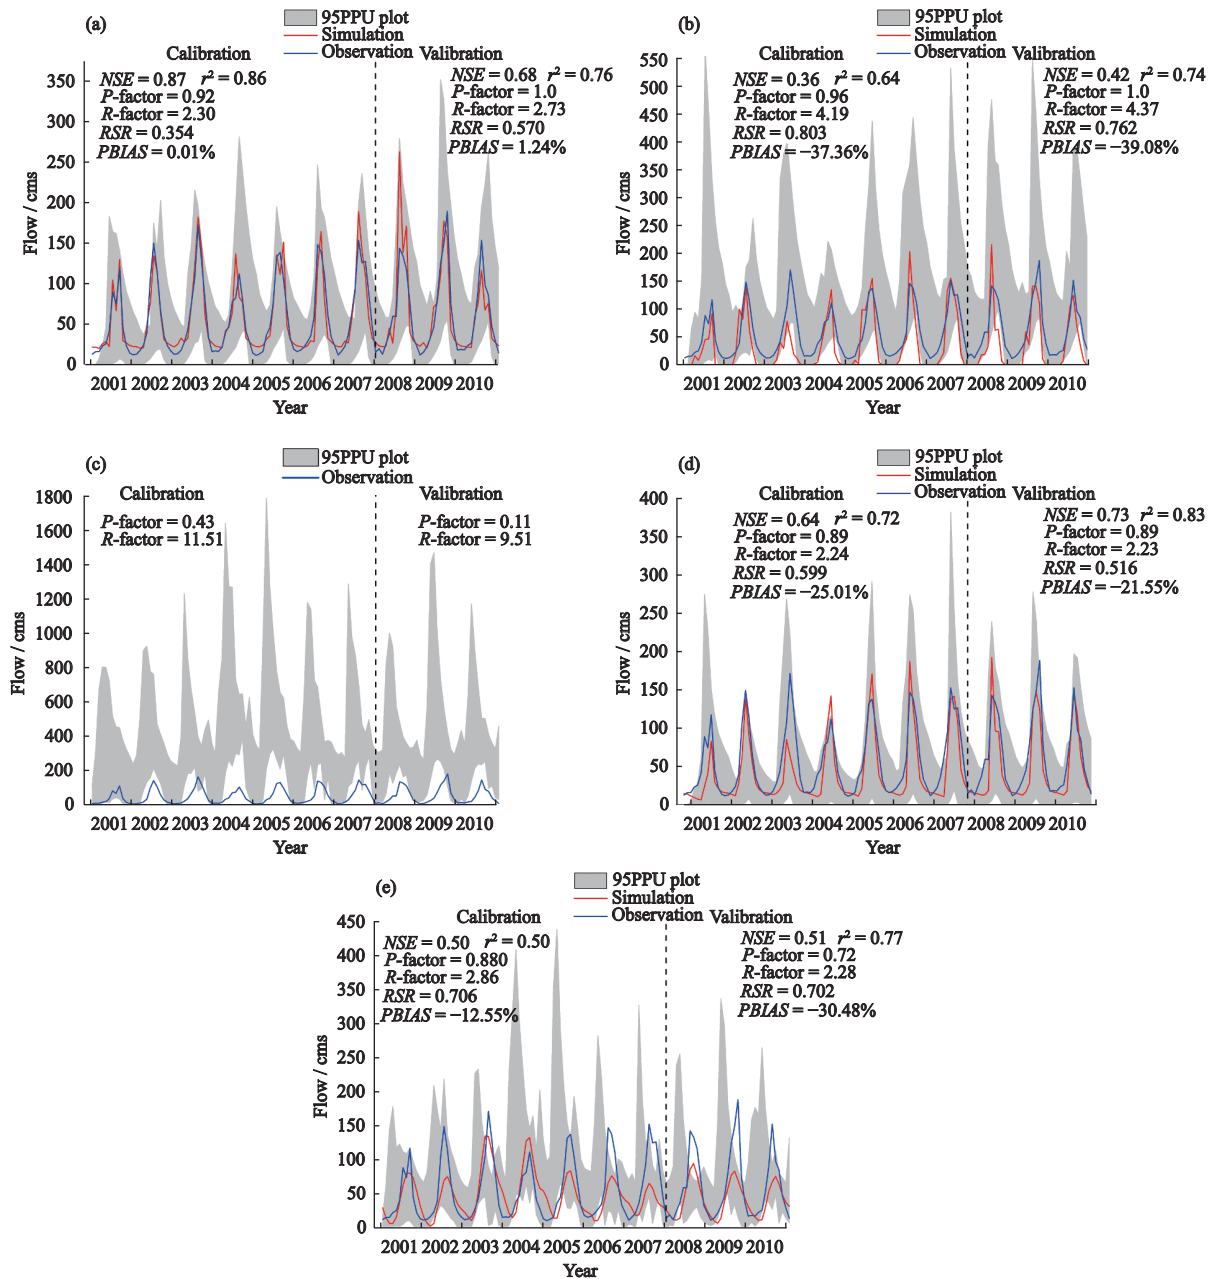 (a)
95PPU plot
Simulation
Observation
Calibration
Valibration
NSE = 0.87 r² = 0.86
P-factor = 0.92
R-factor = 2.30
RSR = 0.354
PBIAS = 0.01%
NSE = 0.68 r² = 0.76
P-factor = 1.0
R-factor = 2.73
RSR = 0.570
PBIAS = 1.24%
Flow / cms
350
300
250
200
150
100
50
0
2001 2002 2003 2004 2005 2006 2007 2008 2009 2010
Year
(b)
95PPU plot
Simulation
Observation
Calibration
Valibration
NSE = 0.36 r² = 0.64
P-factor = 0.96
R-factor = 4.19
RSR = 0.803
PBIAS = −37.36%
NSE = 0.42 r² = 0.74
P-factor = 1.0
R-factor = 4.37
RSR = 0.762
PBIAS = −39.08%
Flow / cms
550
500
450
400
350
300
250
200
150
100
50
0
2001 2002 2003 2004 2005 2006 2007 2008 2009 2010
Year
(c)
95PPU plot
Observation
Calibration
Valibration
P-factor = 0.43
R-factor = 11.51
P-factor = 0.11
R-factor = 9.51
Flow / cms
1800
1600
1400
1200
1000
800
600
400
200
0
2001 2002 2003 2004 2005 2006 2007 2008 2009 2010
Year
(d)
95PPU plot
Simulation
Observation
Calibration
Valibration
NSE = 0.64 r² = 0.72
P-factor = 0.89
R-factor = 2.24
RSR = 0.599
PBIAS = −25.01%
NSE = 0.73 r² = 0.83
P-factor = 0.89
R-factor = 2.23
RSR = 0.516
PBIAS = −21.55%
Flow / cms
400
350
300
250
200
150
100
50
0
2001 2002 2003 2004 2005 2006 2007 2008 2009 2010
Year
(e)
95PPU plot
Simulation
Observation
Calibration
Valibration
NSE = 0.50 r² = 0.50
P-factor = 0.880
R-factor = 2.86
RSR = 0.706
PBIAS = −12.55%
NSE = 0.51 r² = 0.77
P-factor = 0.72
R-factor = 2.28
RSR = 0.702
PBIAS = −30.48%
Flow / cms
450
400
350
300
250
200
150
100
50
0
2001 2002 2003 2004 2005 2006 2007 2008 2009 2010
Year